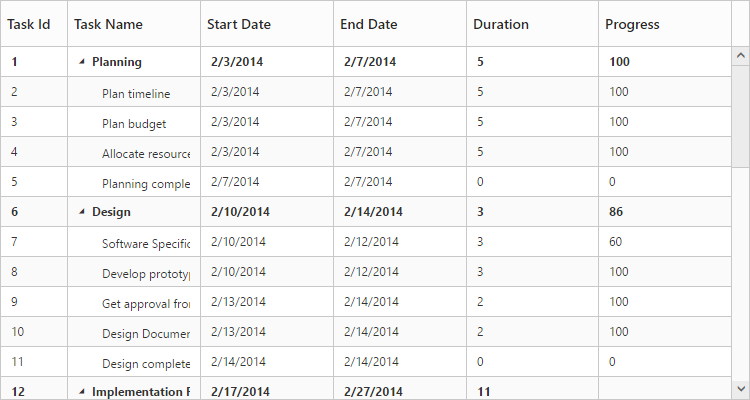 Task Id Task Name Start Date End Date Duration Progress
1 Planning 2/3/2014 2/7/2014 5 100
2 Plan timeline 2/3/2014 2/7/2014 5 100
3 Plan budget 2/3/2014 2/7/2014 5 100
4 Allocate resource 2/3/2014 2/7/2014 5 100
5 Planning comple 2/7/2014 2/7/2014 0 0
6 Design 2/10/2014 2/14/2014 3 86
7 Software Specific 2/10/2014 2/12/2014 3 60
8 Develop prototyp 2/10/2014 2/12/2014 3 100
9 Get approval fro 2/13/2014 2/14/2014 2 100
10 Design Documen 2/13/2014 2/14/2014 2 100
11 Design complete 2/14/2014 2/14/2014 0 0
12 Implementation P 2/17/2014 2/27/2014 11